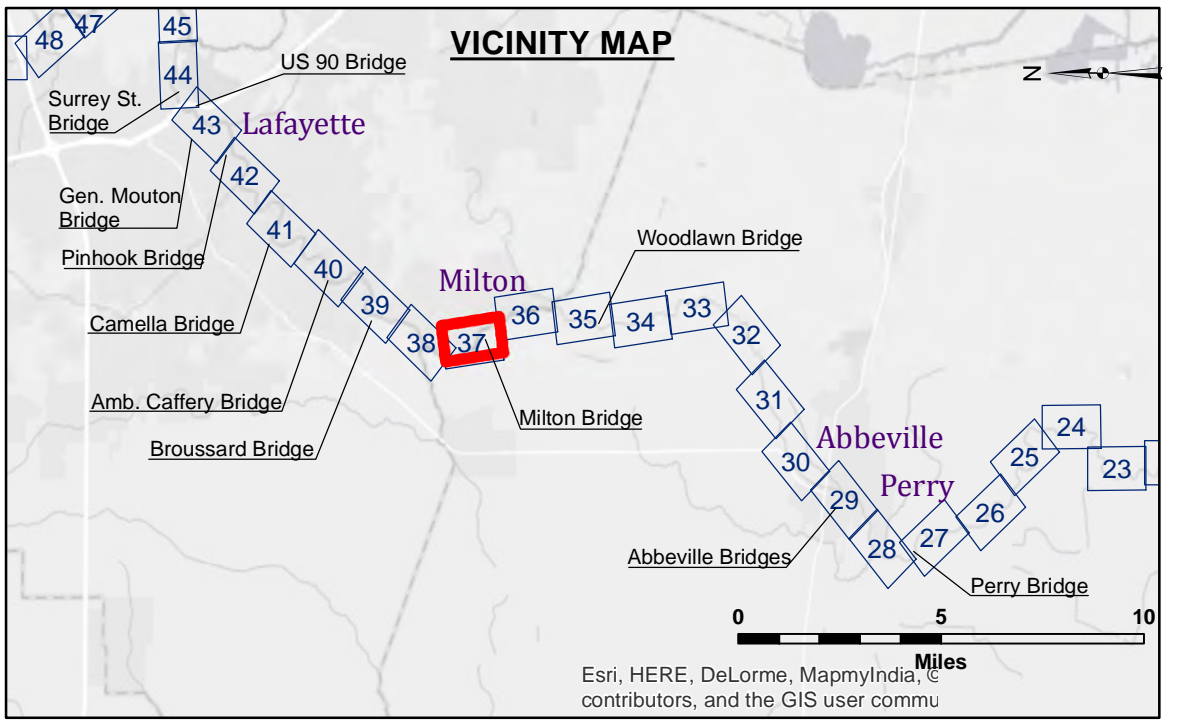 VICINITY MAP
47
48
45
US 90 Bridge
44
N
Surrey St.
Bridge
43
Lafayette
42
Gen. Mouton
Bridge
41
Pinhook Bridge
Woodlawn Bridge
40
Milton
39
33
36
35
34
Camella Bridge
32
38
37
Amb. Caffery Bridge
31
Milton Bridge
24
Broussard Bridge
Abbeville
30
25
23
Perry
29
26
27
28
Abbeville Bridges
Perry Bridge
0 5 10
Miles
Esri, HERE, DeLorme, MapmyIndia, ©
contributors, and the GIS user commu